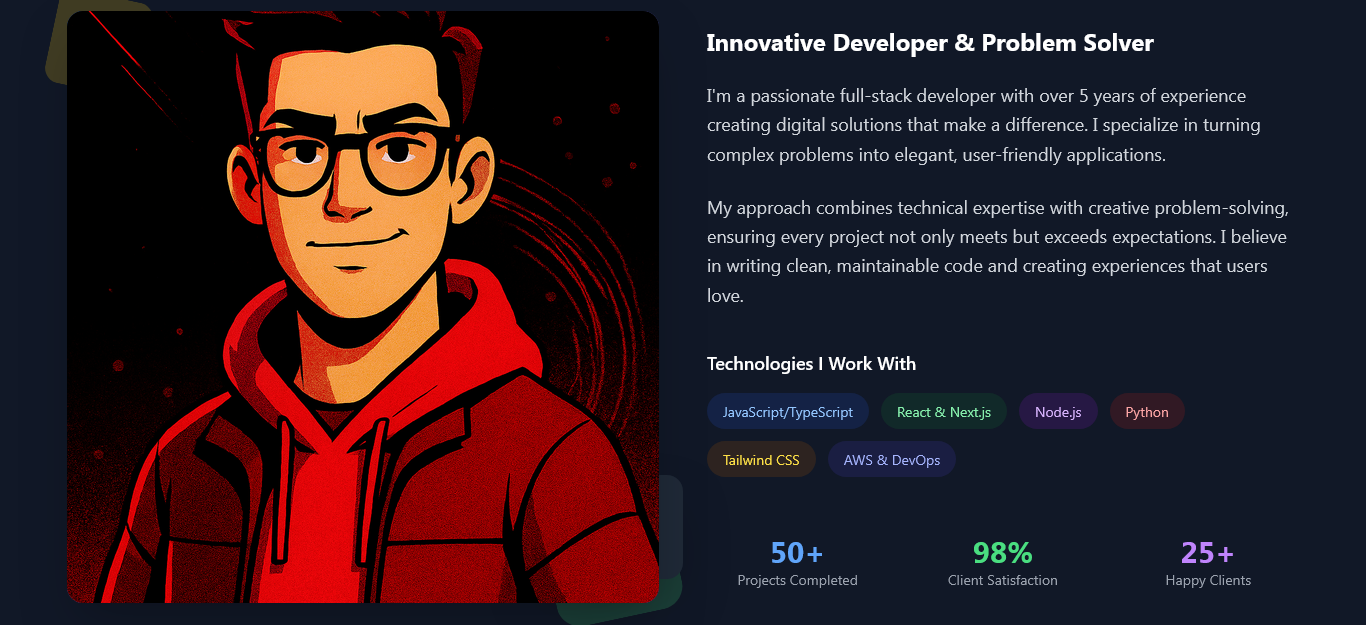 Innovative Developer & Problem Solver
I'm a passionate full-stack developer with over 5 years of experience
creating digital solutions that make a difference. I specialize in turning
complex problems into elegant, user-friendly applications.
My approach combines technical expertise with creative problem-solving,
ensuring every project not only meets but exceeds expectations. I believe
in writing clean, maintainable code and creating experiences that users
love.
Technologies I Work With
JavaScript/TypeScript React & Next.js Node.js Python
Tailwind CSS AWS & DevOps
50+ 98% 25+
Projects Completed Client Satisfaction Happy Clients